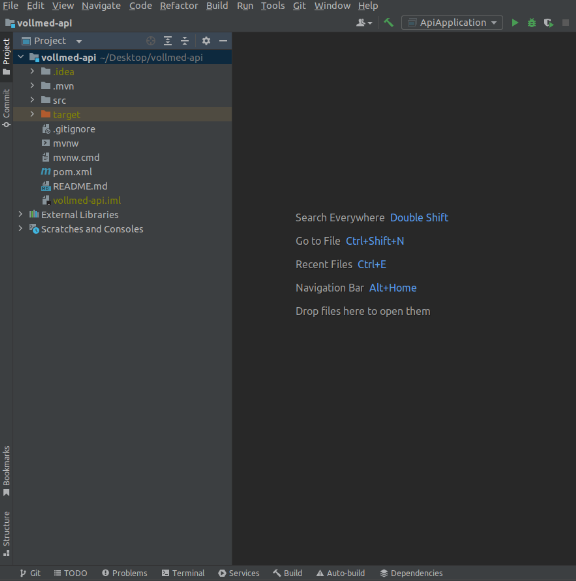 File Edit View Navigate Code Refactor Build Run Tools Git Window Help
vollmed-api
ApiApplication
Project
Project
vollmed-api ~/Desktop/vollmed-api
.idea
.mvn
src
target
.gitignore
mvnw
mvnw.cmd
pom.xml
README.md
vollmed-api.iml
External Libraries
Scratches and Consoles
Commit
Search Everywhere Double Shift
Go to File Ctrl+Shift+N
Recent Files Ctrl+E
Navigation Bar Alt+Home
Drop files here to open them
Bookmarks
Structure
Git TODO Problems Terminal Services Build Auto-build Dependencies